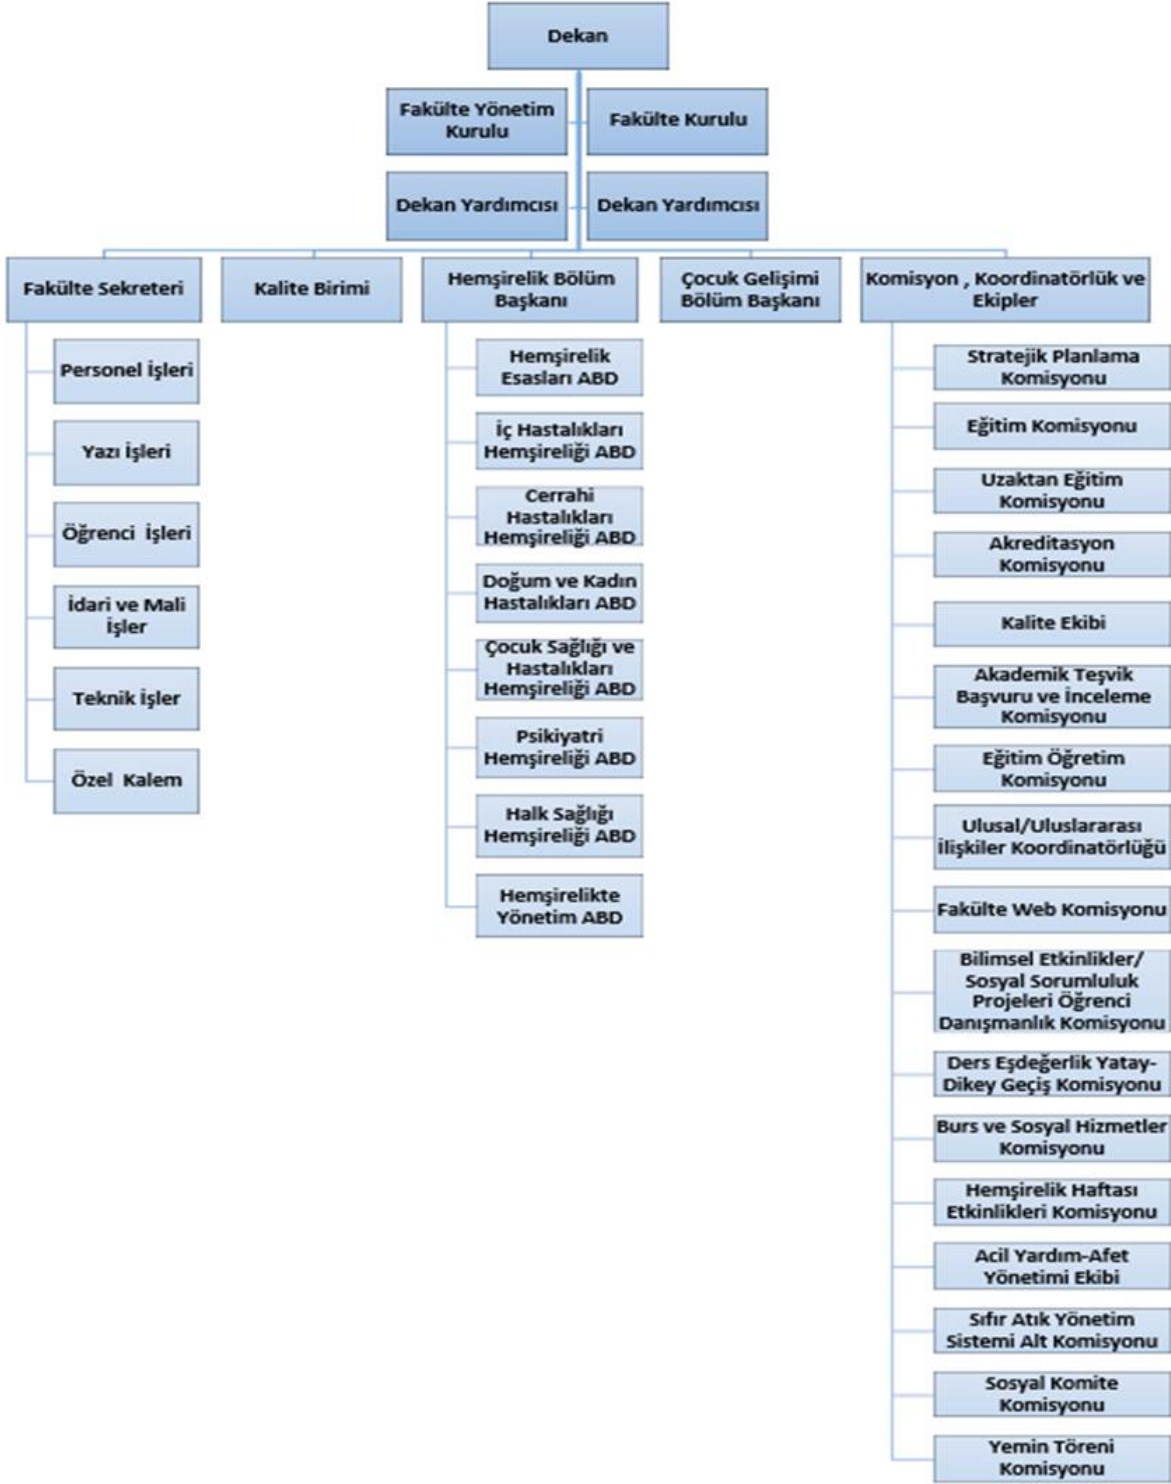 Dekan
Fakülte Yönetim
Kurulu
Fakülte Kurulu
Dekan Yardımcısı
Dekan Yardımcısı
Fakülte Sekreteri
Kalite Birimi
Hemşirelik Bölüm
Başkanı
Çocuk Gelişimi
Bölüm Başkanı
Komisyon , Koordinatörlük ve
Ekipler
Personel İşleri
Yazı İşleri
Öğrenci İşleri
İdari ve Mali
İşler
Teknik İşler
Özel Kalem
Hemşirelik
Esasları ABD
İç Hastalıkları
Hemşireliği ABD
Cerrahi
Hastalıkları
Hemşireliği ABD
Doğum ve Kadın
Hastalıkları ABD
Çocuk Sağlığı ve
Hastalıkları
Hemşireliği ABD
Psikiyatri
Hemşireliği ABD
Halk Sağlığı
Hemşireliği ABD
Hemşirelikte
Yönetim ABD
Stratejik Planlama
Komisyonu
Eğitim Komisyonu
Uzaktan Eğitim
Komisyonu
Akreditasyon
Komisyonu
Kalite Ekibi
Akademik Teşvik
Başvuru ve İnceleme
Komisyonu
Eğitim Öğretim
Komisyonu
Ulusal/Uluslararası
İlişkiler Koordinatörlüğü
Fakülte Web Komisyonu
Bilimsel Etkinlikler/
Sosyal Sorumluluk
Projeleri Öğrenci
Danışmanlık Komisyonu
Ders Eşdeğerlik Yatay-
Dikey Geçiş Komisyonu
Burs ve Sosyal Hizmetler
Komisyonu
Hemşirelik Haftası
Etkinlikleri Komisyonu
Acil Yardım-Afet
Yönetimi Ekibi
Sıfır Atık Yönetim
Sistemi Alt Komisyonu
Sosyal Komite
Komisyonu
Yemin Töreni
Komisyonu